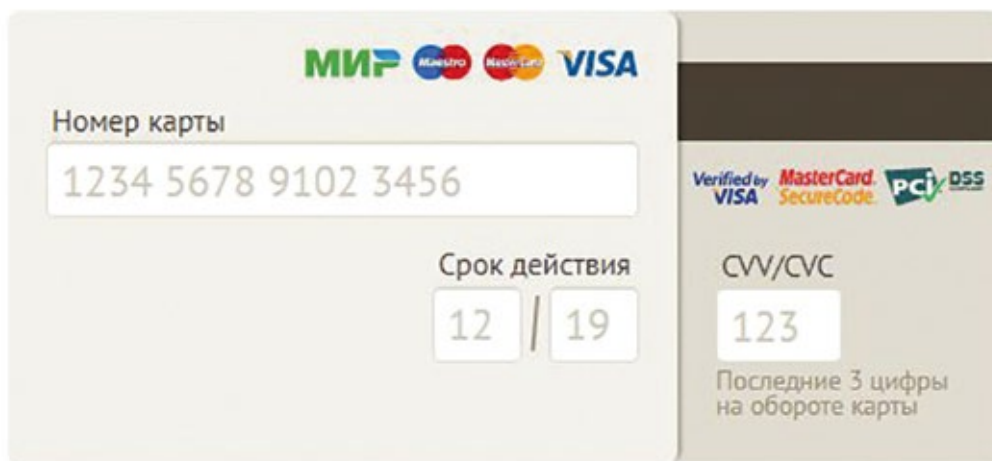 МИР Maestro MasterCard VISA
Номер карты
1234 5678 9102 3456
Срок действия
12 / 19
Verified by VISA MasterCard. SecureCode. PCI DSS
CVV/CVC
123
Последние 3 цифры
на обороте карты